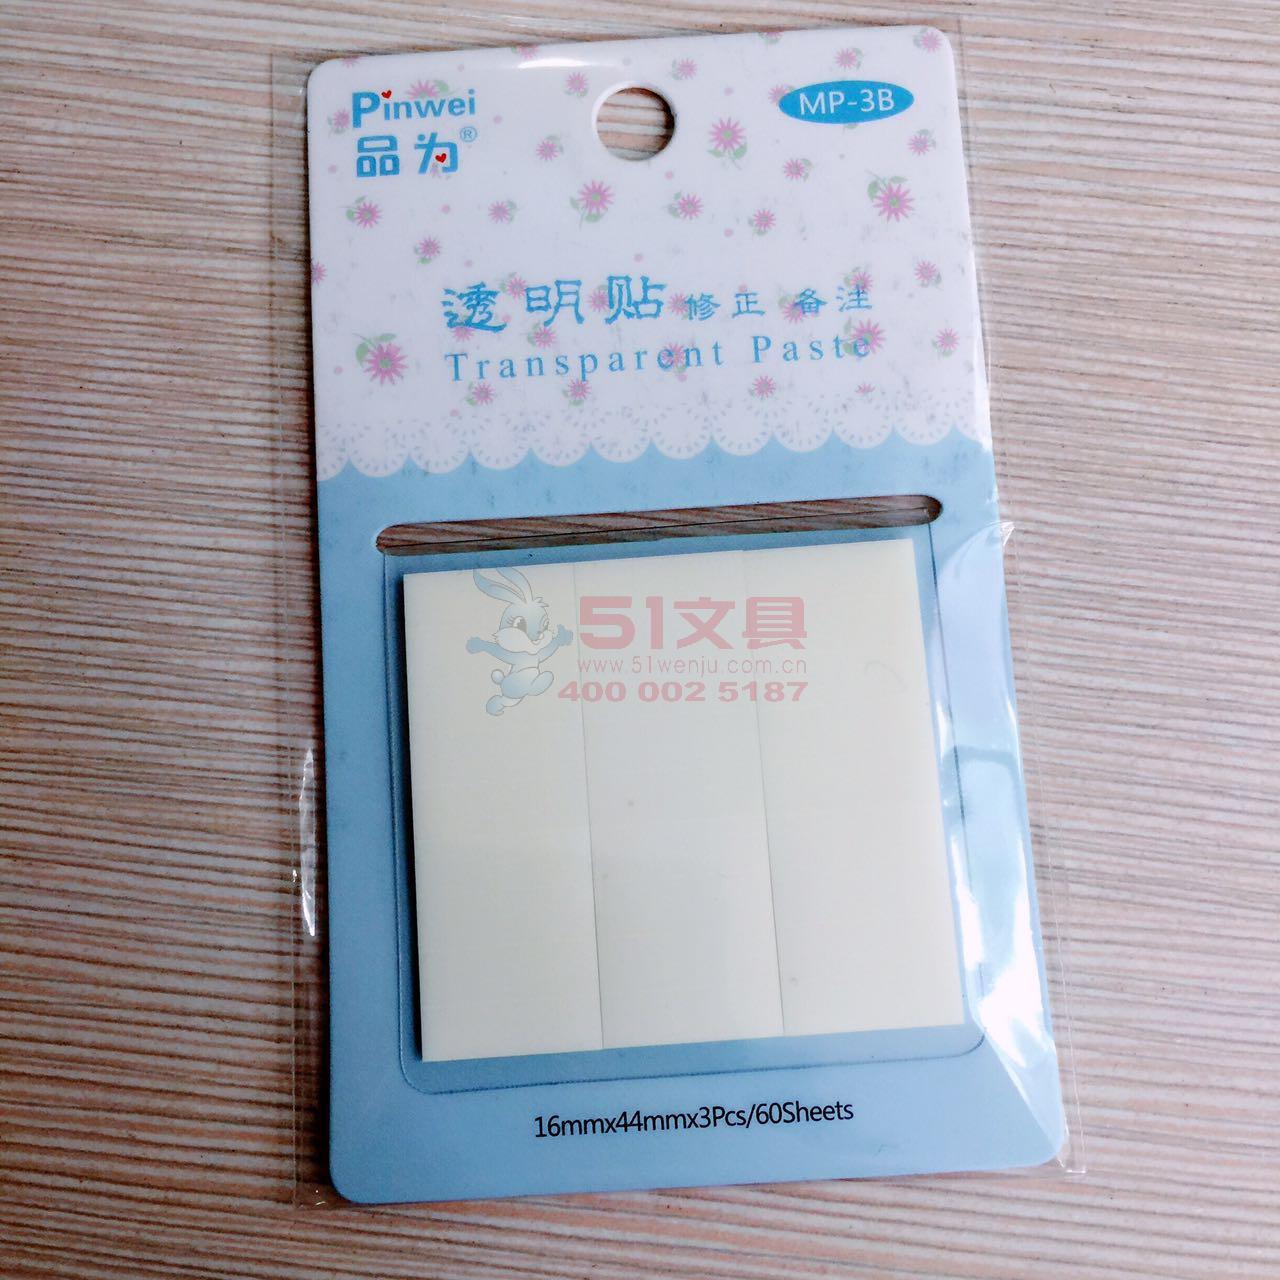 Pinwei
品为®
MP-3B
透明贴 修正 备注
Transparent Paste
51文具
www.51wenju.com.cn
400 002 5187
16mmx44mmx3Pcs/60Sheets